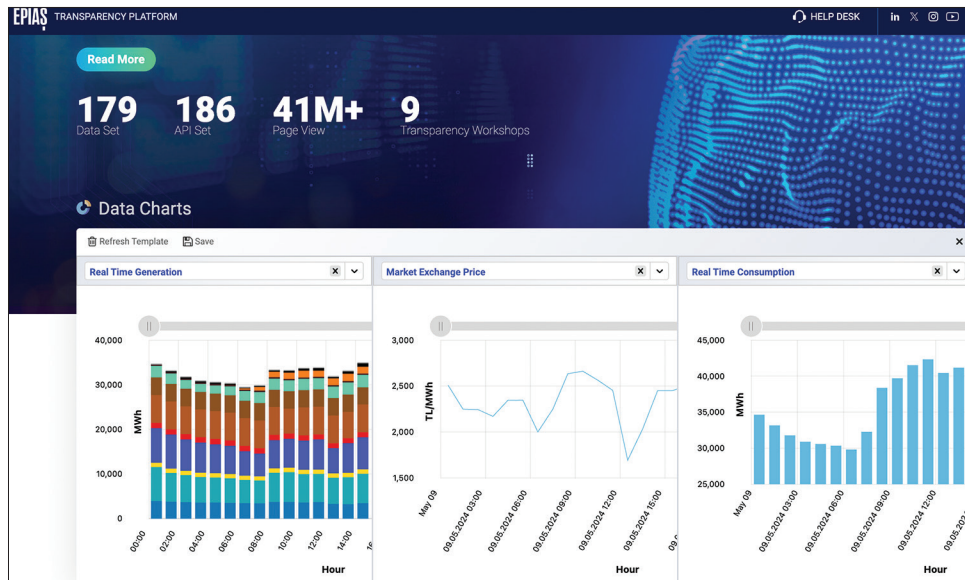 EPİAŞ TRANSPARENCY PLATFORM
HELP DESK
Read More
179 186 41M+ 9
Data Set API Set Page View Transparency Workshops
Data Charts
Refresh Template Save
Real Time Generation
40,000
30,000
20,000
10,000
0
MWh
00:00 02:00 04:00 06:00 08:00 10:00 12:00 14:00
Hour
Market Exchange Price
3,000
2,500
2,000
1,500
TL/MWh
May 09 09.05.2024 03:00 09.05.2024 06:00 09.05.2024 09:00 09.05.2024 12:00 09.05.2024 15:00
Hour
Real Time Consumption
45,000
40,000
35,000
30,000
25,000
MWh
May 09 09.05.2024 03:00 09.05.2024 06:00 09.05.2024 09:00 09.05.2024 12:00
Hour